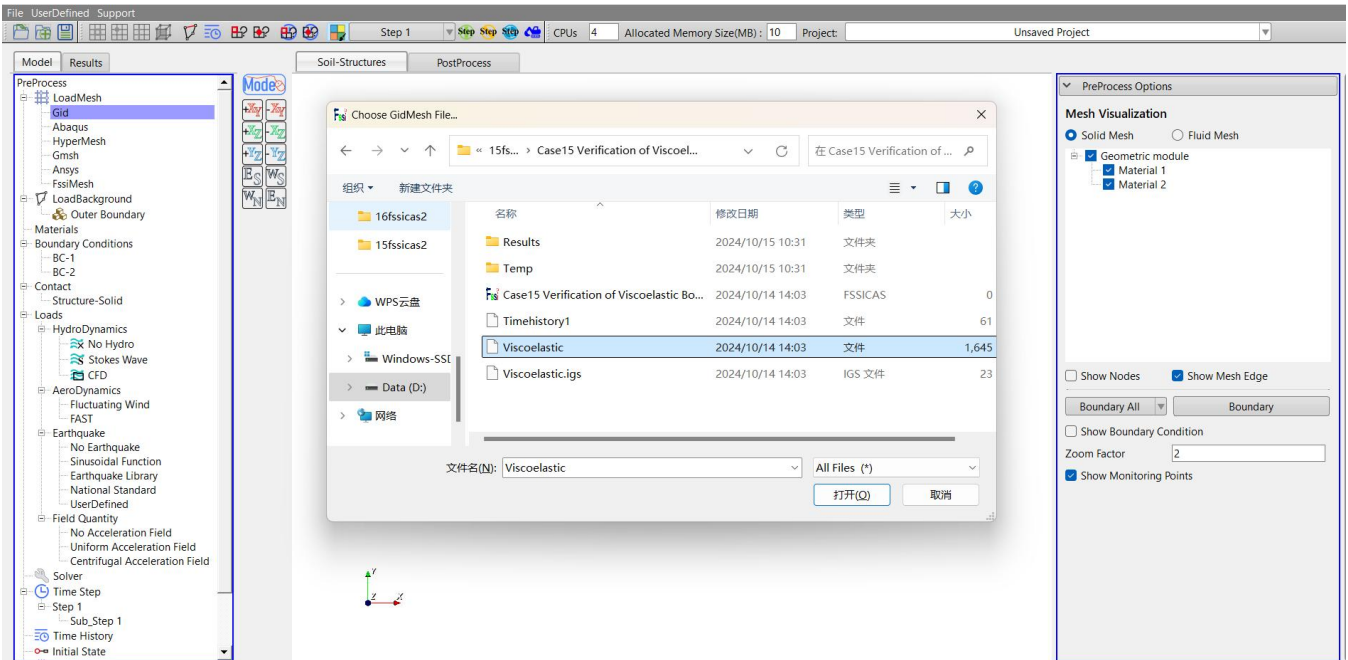 File UserDefined Support
Step 1 Step Step Step CPUs 4 Allocated Memory Size(MB) : 10 Project: Unsaved Project
Model Results
Soil-Structures PostProcess
PreProcess
LoadMesh
Gid
Abaqus
HyperMesh
Gmsh
Ansys
FssiMesh
LoadBackground
Outer Boundary
Materials
Boundary Conditions
BC-1
BC-2
Contact
Structure-Solid
Loads
HydroDynamics
No Hydro
Stokes Wave
CFD
AeroDynamics
Fluctuating Wind
FAST
Earthquake
No Earthquake
Sinusoidal Function
Earthquake Library
National Standard
UserDefined
Field Quantity
No Acceleration Field
Uniform Acceleration Field
Centrifugal Acceleration Field
Solver
Time Step
Step 1
Sub_Step 1
Time History
Initial State
Mode
+Xy -Xy
+Xz -Xz
+Yz -Yz
ES WS
WN EN
Choose GidMesh File...
« 15fs... › Case15 Verification of Viscoel... 在 Case15 Verification of ...
组织 新建文件夹
16fssicas2
15fssicas2
WPS云盘
此电脑
Windows-SSD
Data (D:)
网络
名称 修改日期 类型 大小
Results 2024/10/15 10:31 文件夹
Temp 2024/10/15 10:31 文件夹
Case15 Verification of Viscoelastic Bo... 2024/10/14 14:03 FSSICAS 0
Timehistory1 2024/10/14 14:03 文件 61
Viscoelastic 2024/10/14 14:03 文件 1,645
Viscoelastic.igs 2024/10/14 14:03 IGS 文件 23
文件名(N): Viscoelastic All Files (*)
打开(O) 取消
Y
Z X
PreProcess Options
Mesh Visualization
Solid Mesh Fluid Mesh
Geometric module
Material 1
Material 2
Show Nodes Show Mesh Edge
Boundary All Boundary
Show Boundary Condition
Zoom Factor 2
Show Monitoring Points